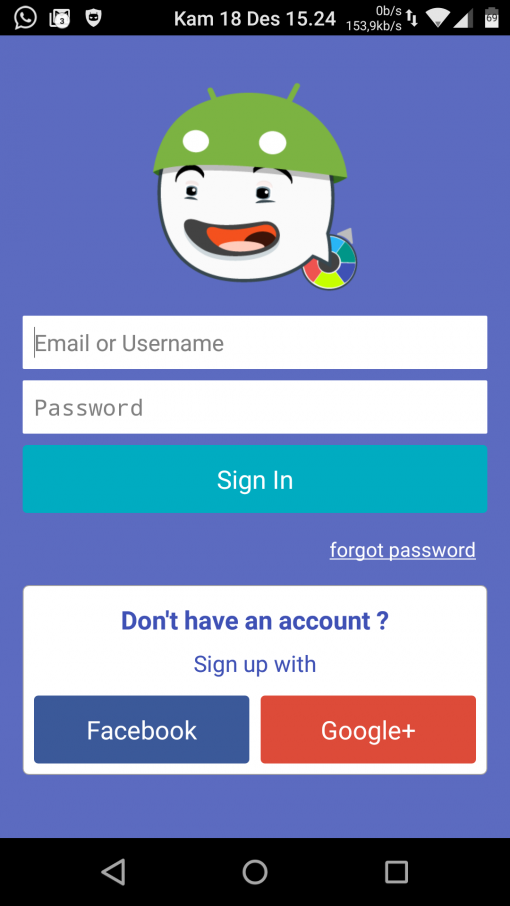 Kam 18 Des 15.24
0b/s
153,9kb/s
69
3
Email or Username
Password
Sign In
forgot password
Don't have an account ?
Sign up with
Facebook
Google+